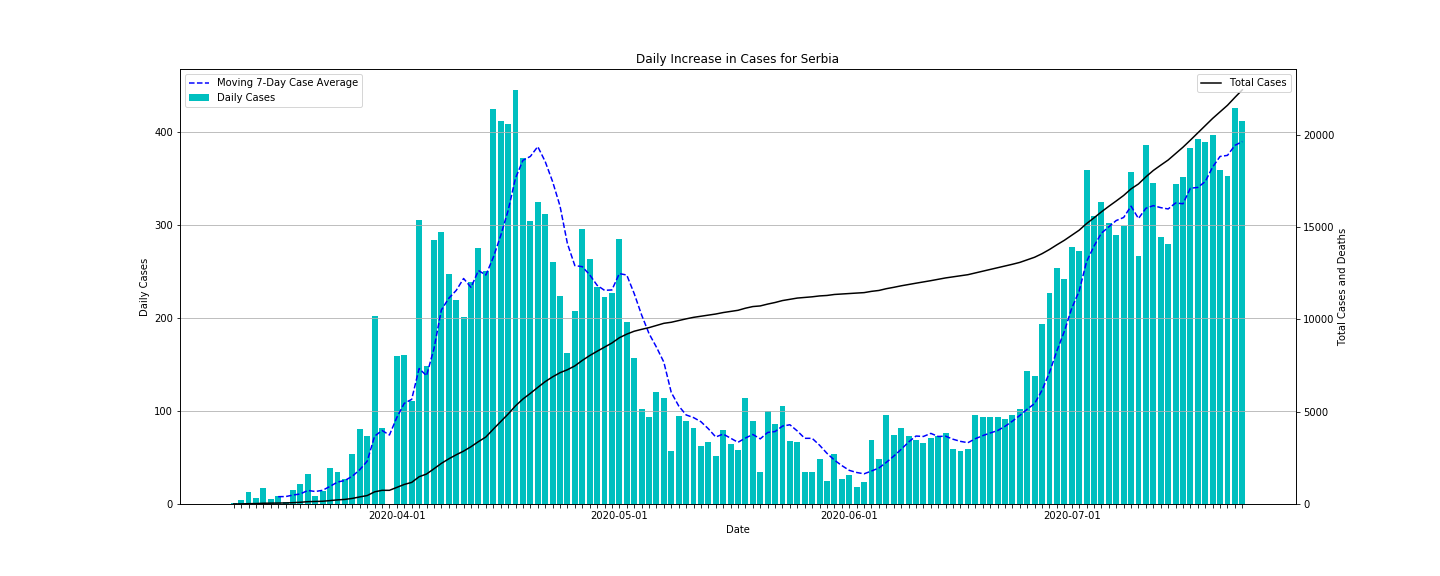 Daily Increase in Cases for Serbia
Moving 7-Day Case Average
Daily Cases
Total Cases
400
300
200
100
0
Daily Cases
20000
15000
10000
5000
0
Total Cases and Deaths
2020-04-01
2020-05-01
2020-06-01
2020-07-01
Date